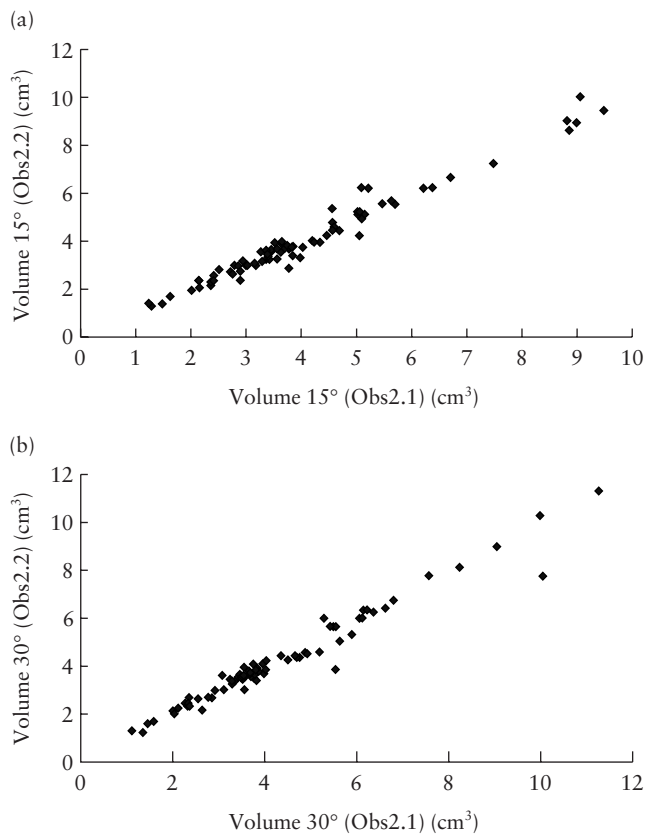 (a)
12
10
8
6
4
2
0
Volume 15° (Obs2.2) (cm³)
0 1 2 3 4 5 6 7 8 9 10
Volume 15° (Obs2.1) (cm³)
(b)
12
10
8
6
4
2
0
Volume 30° (Obs2.2) (cm³)
0 2 4 6 8 10 12
Volume 30° (Obs2.1) (cm³)